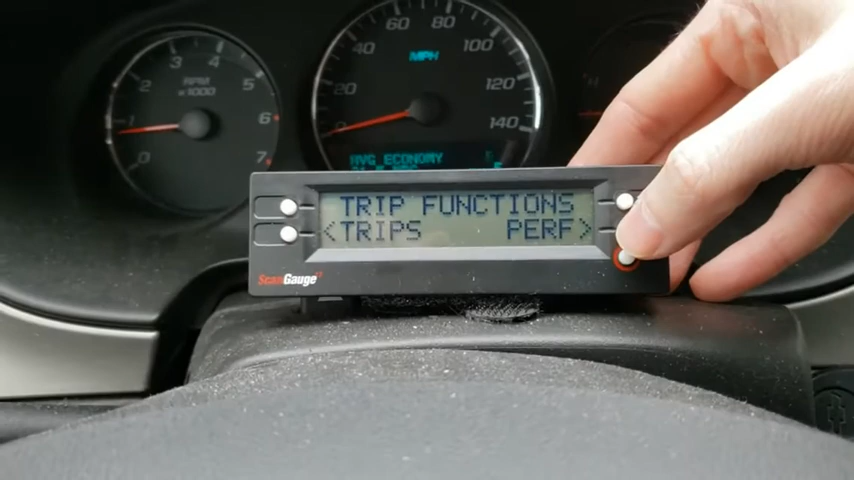 1 2 3 4 5 6 7 0
RPM
x 1000
20 40 60 80 100 120 140
MPH
AVG ECONOMY
TRIP FUNCTIONS
<TRIPS PERF>
ScanGauge